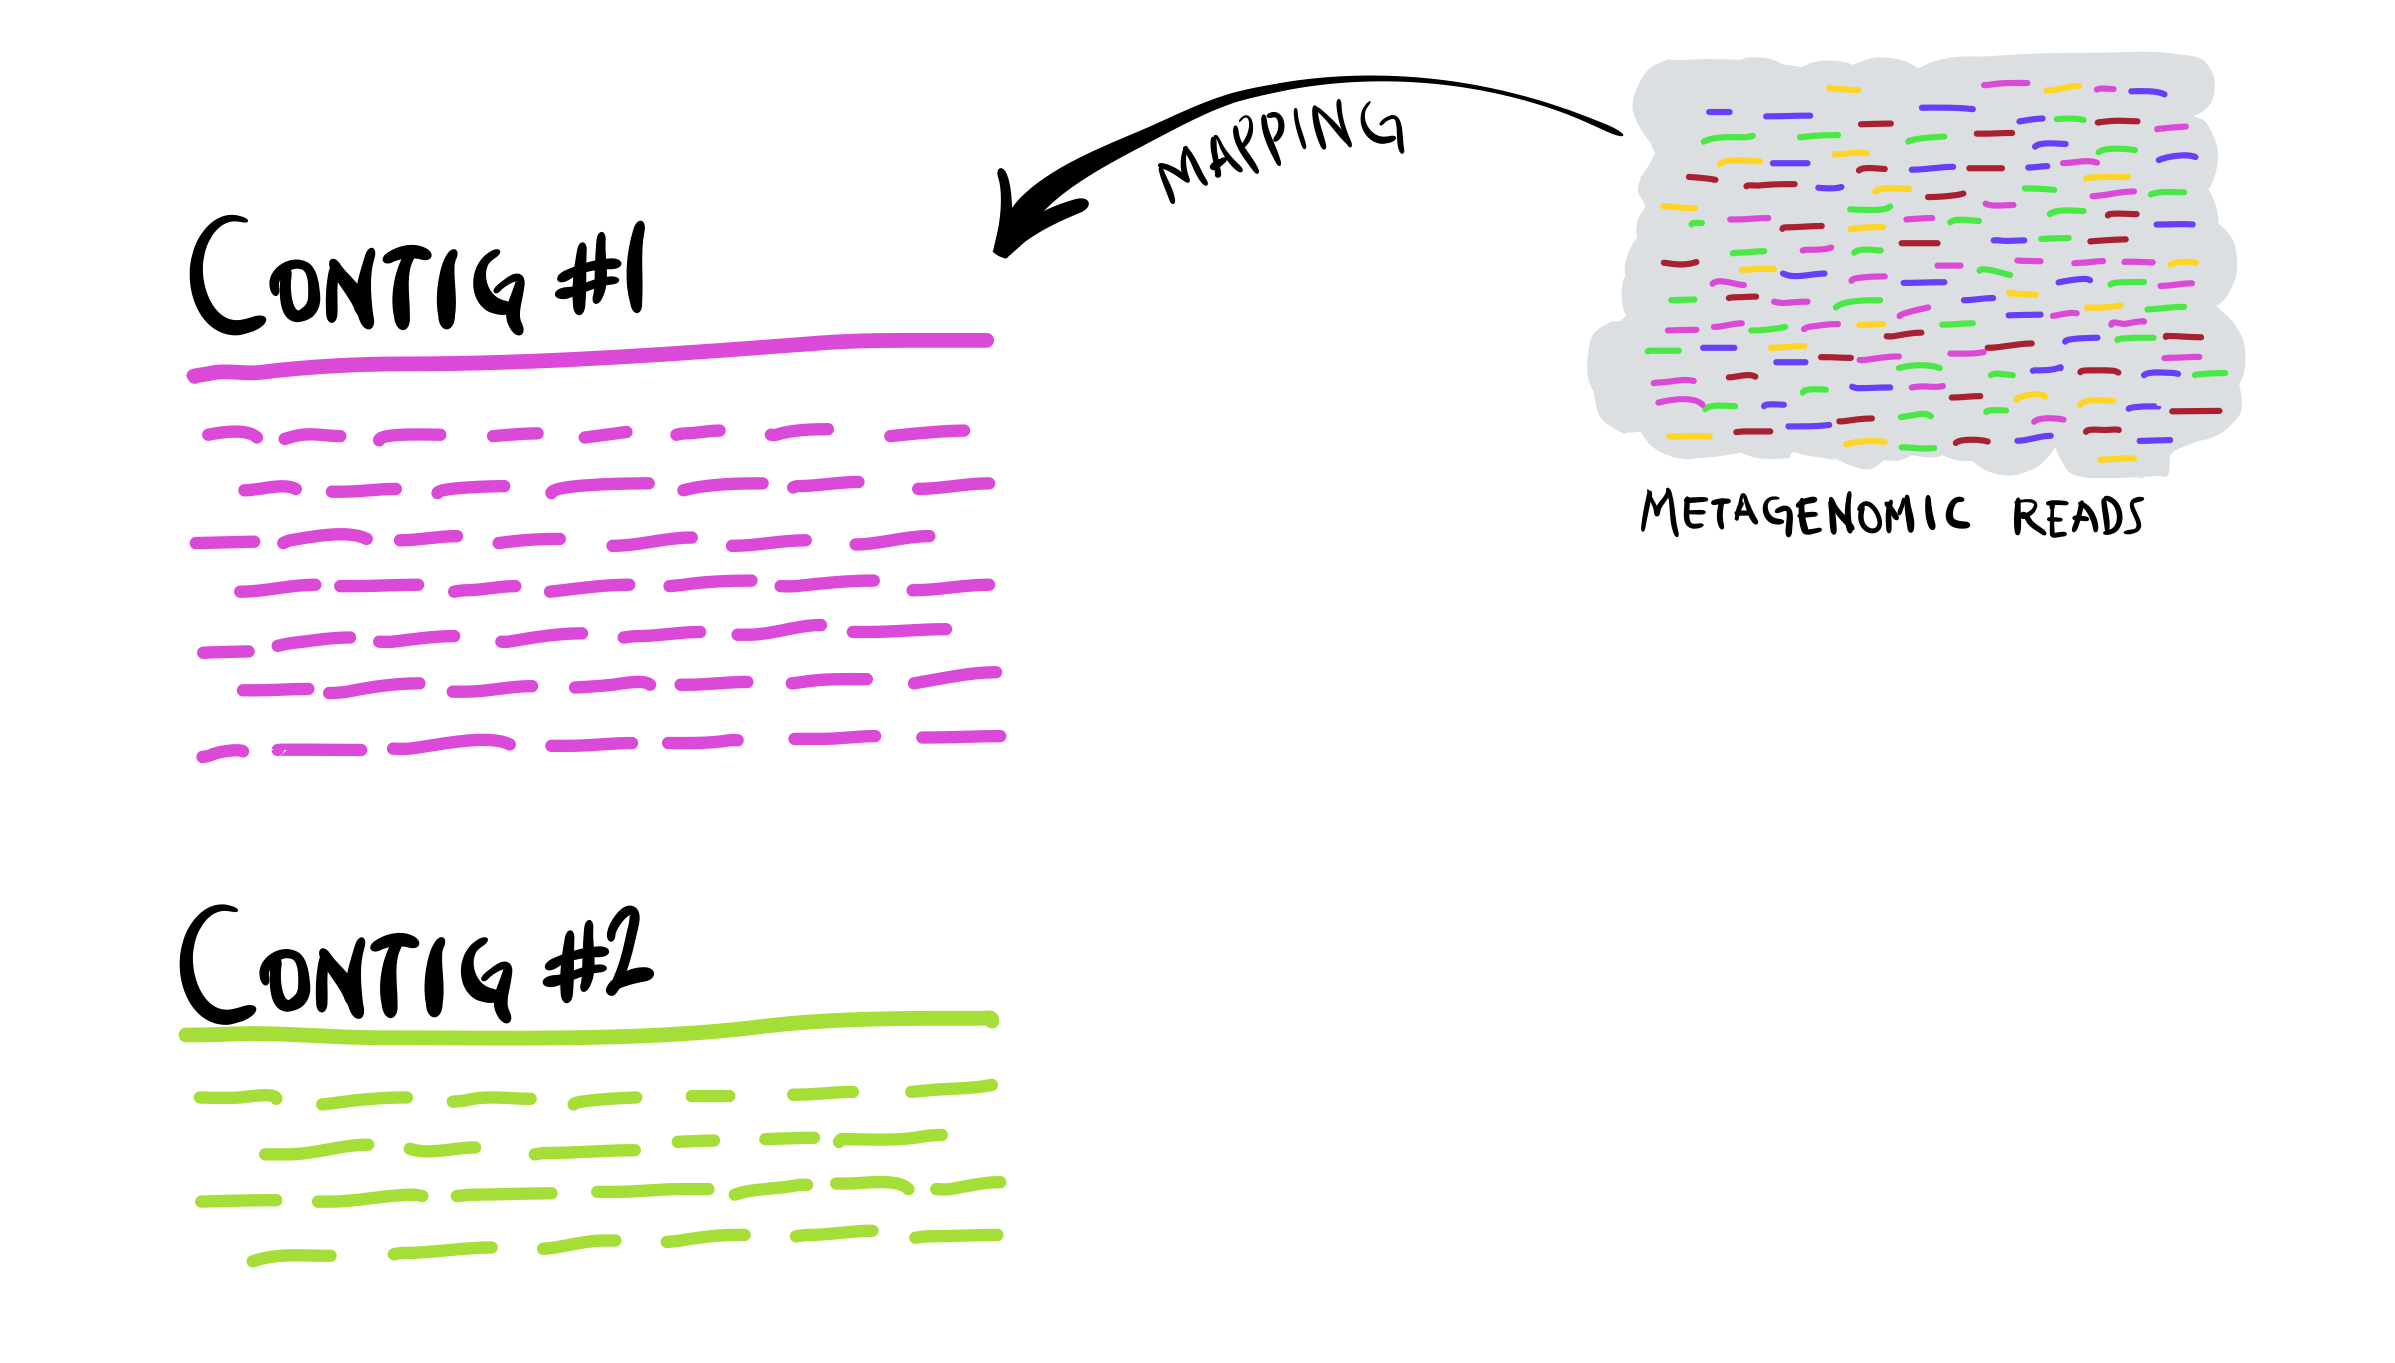 MAPPING
CONTIG #1
METAGENOMIC READS
CONTIG #2